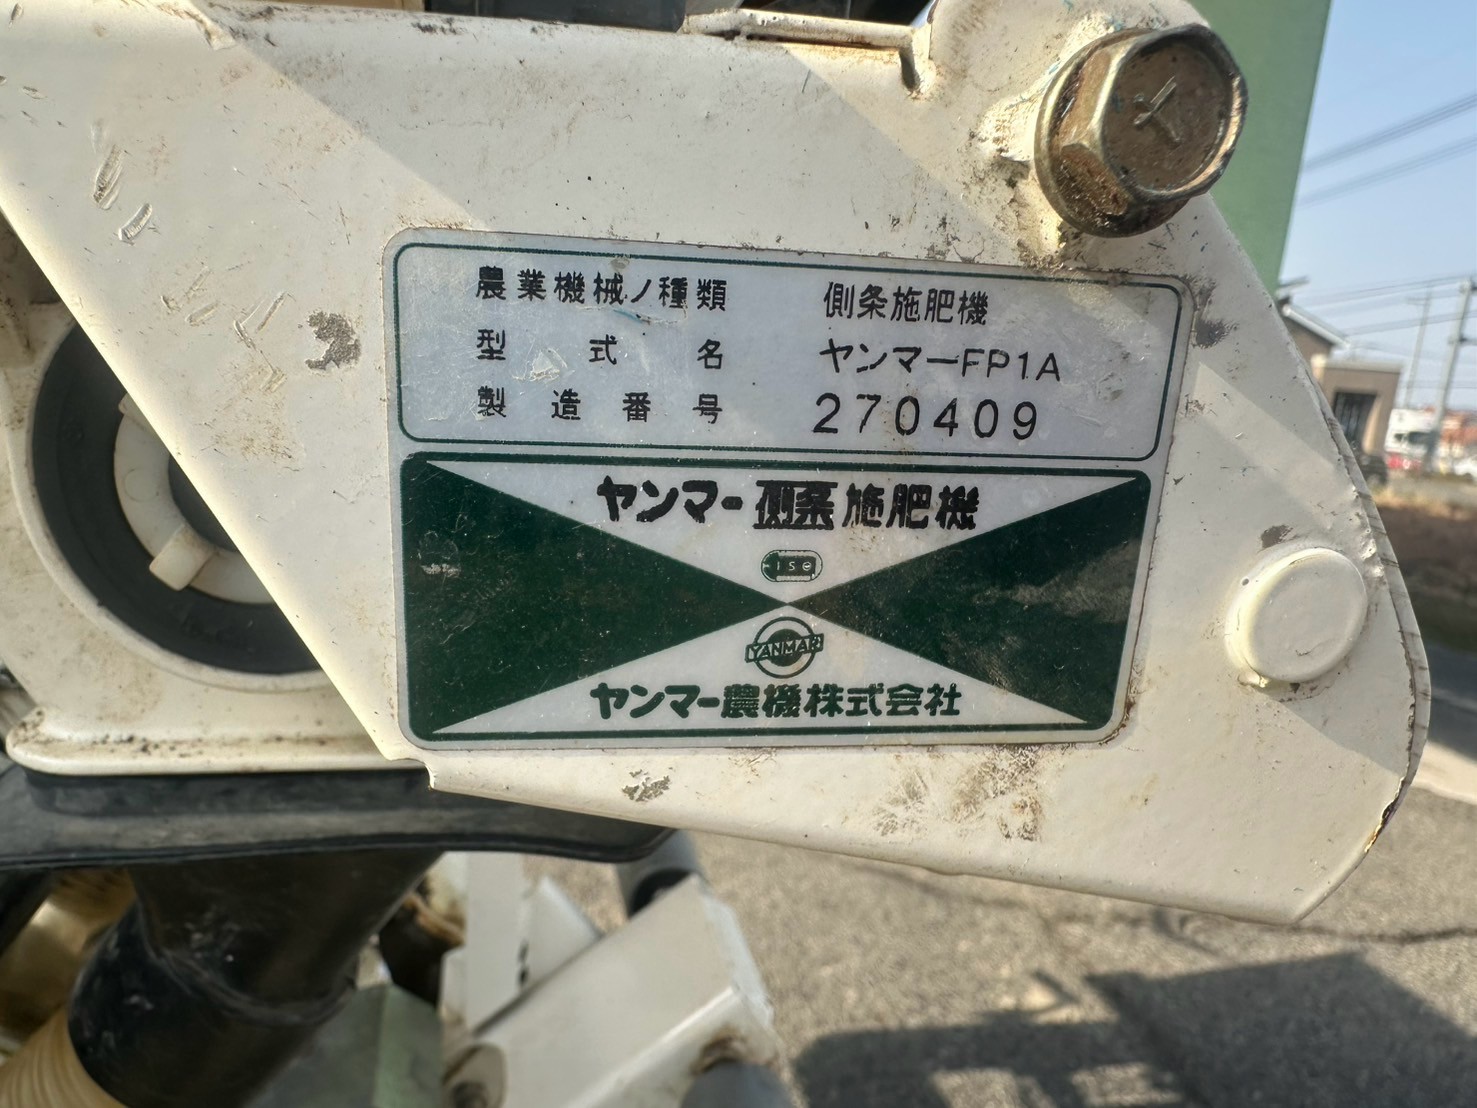 農業機械ノ種類 側条施肥機
型式名 ヤンマーFP1A
製造番号 270409
ヤンマー側条施肥機
YANMAR
ヤンマー農機株式会社